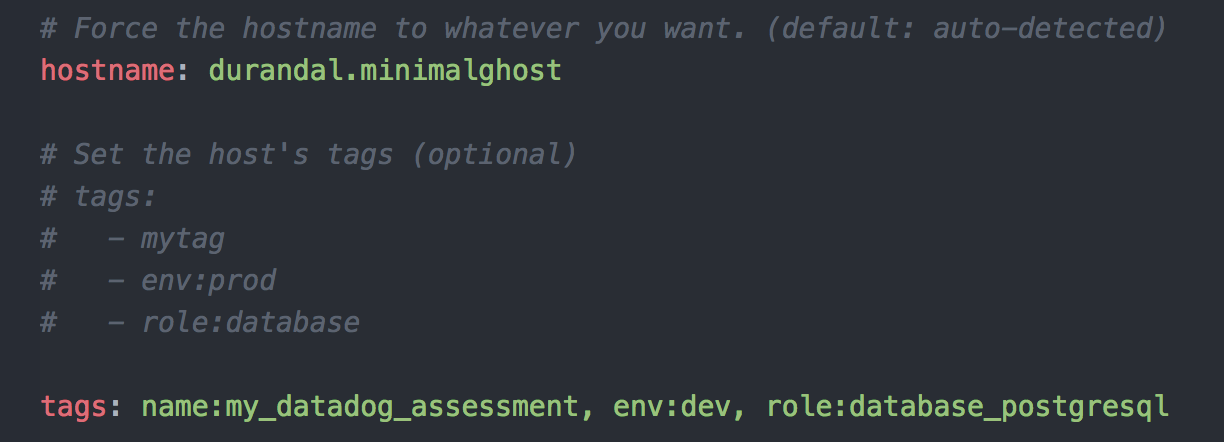 # Force the hostname to whatever you want. (default: auto-detected)
hostname: durandal.minimalghost
# Set the host's tags (optional)
# tags:
#   - mytag
#   - env:prod
#   - role:database
tags: name:my_datadog_assessment, env:dev, role:database_postgresql